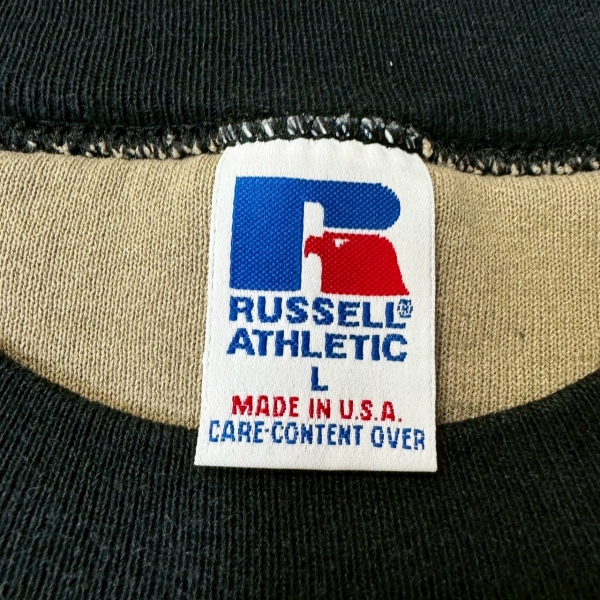 RUSSELL
ATHLETIC
L
MADE IN U.S.A.
CARE-CONTENT OVER